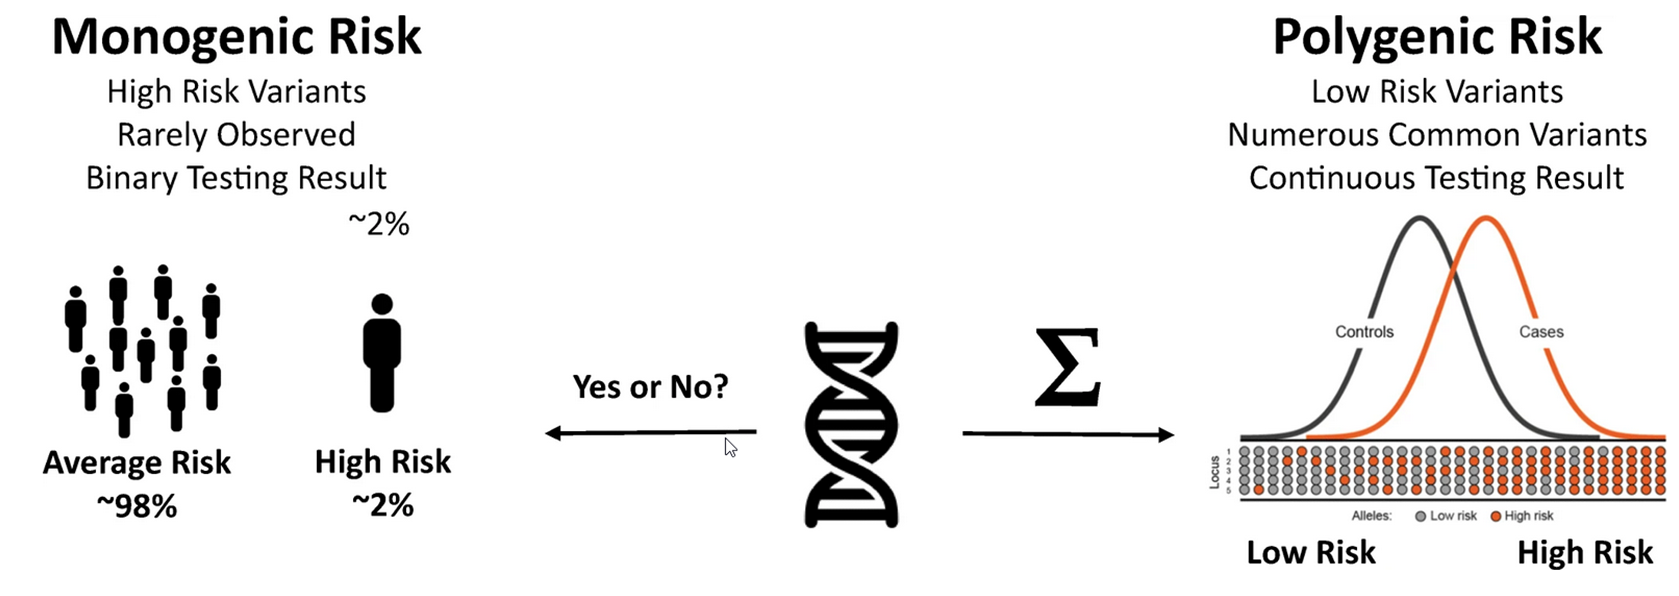 Monogenic Risk
High Risk Variants
Rarely Observed
Binary Testing Result
~2%
Average Risk
~98%
High Risk
~2%
Yes or No?
Σ
Polygenic Risk
Low Risk Variants
Numerous Common Variants
Continuous Testing Result
Controls
Cases
Locus
1
2
3
4
5
Alleles: Low risk High risk
Low Risk
High Risk